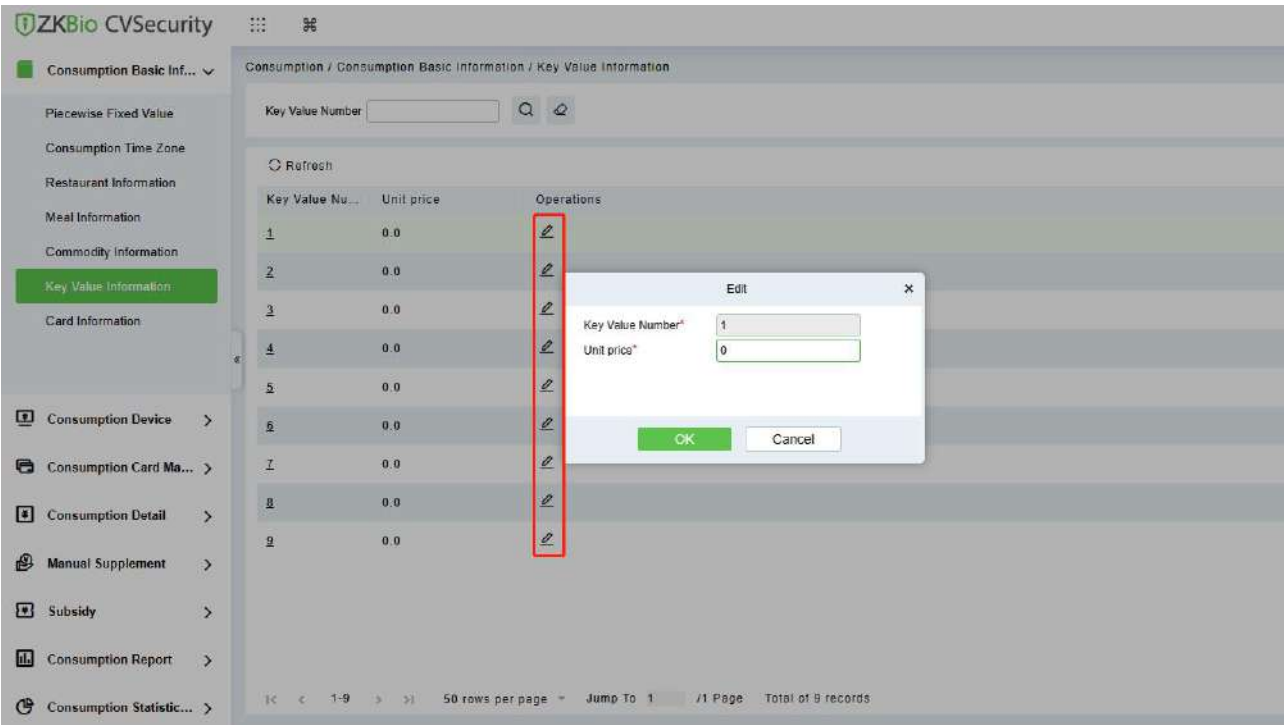 ZKBio CVSecurity
Consumption Basic Inf...
Piecewise Fixed Value
Consumption Time Zone
Restaurant Information
Meal Information
Commodity Information
Key Value Information
Card Information
Consumption Device
Consumption Card Ma...
Consumption Detail
Manual Supplement
Subsidy
Consumption Report
Consumption Statistic...
Consumption / Consumption Basic Information / Key Value Information
Key Value Number
Refresh
Key Value Nu... Unit price Operations
1 0.0
2 0.0
3 0.0
4 0.0
5 0.0
6 0.0
7 0.0
8 0.0
9 0.0
Edit
Key Value Number* 1
Unit price* 0
OK Cancel
1-9 50 rows per page Jump To 1 /1 Page Total of 9 records